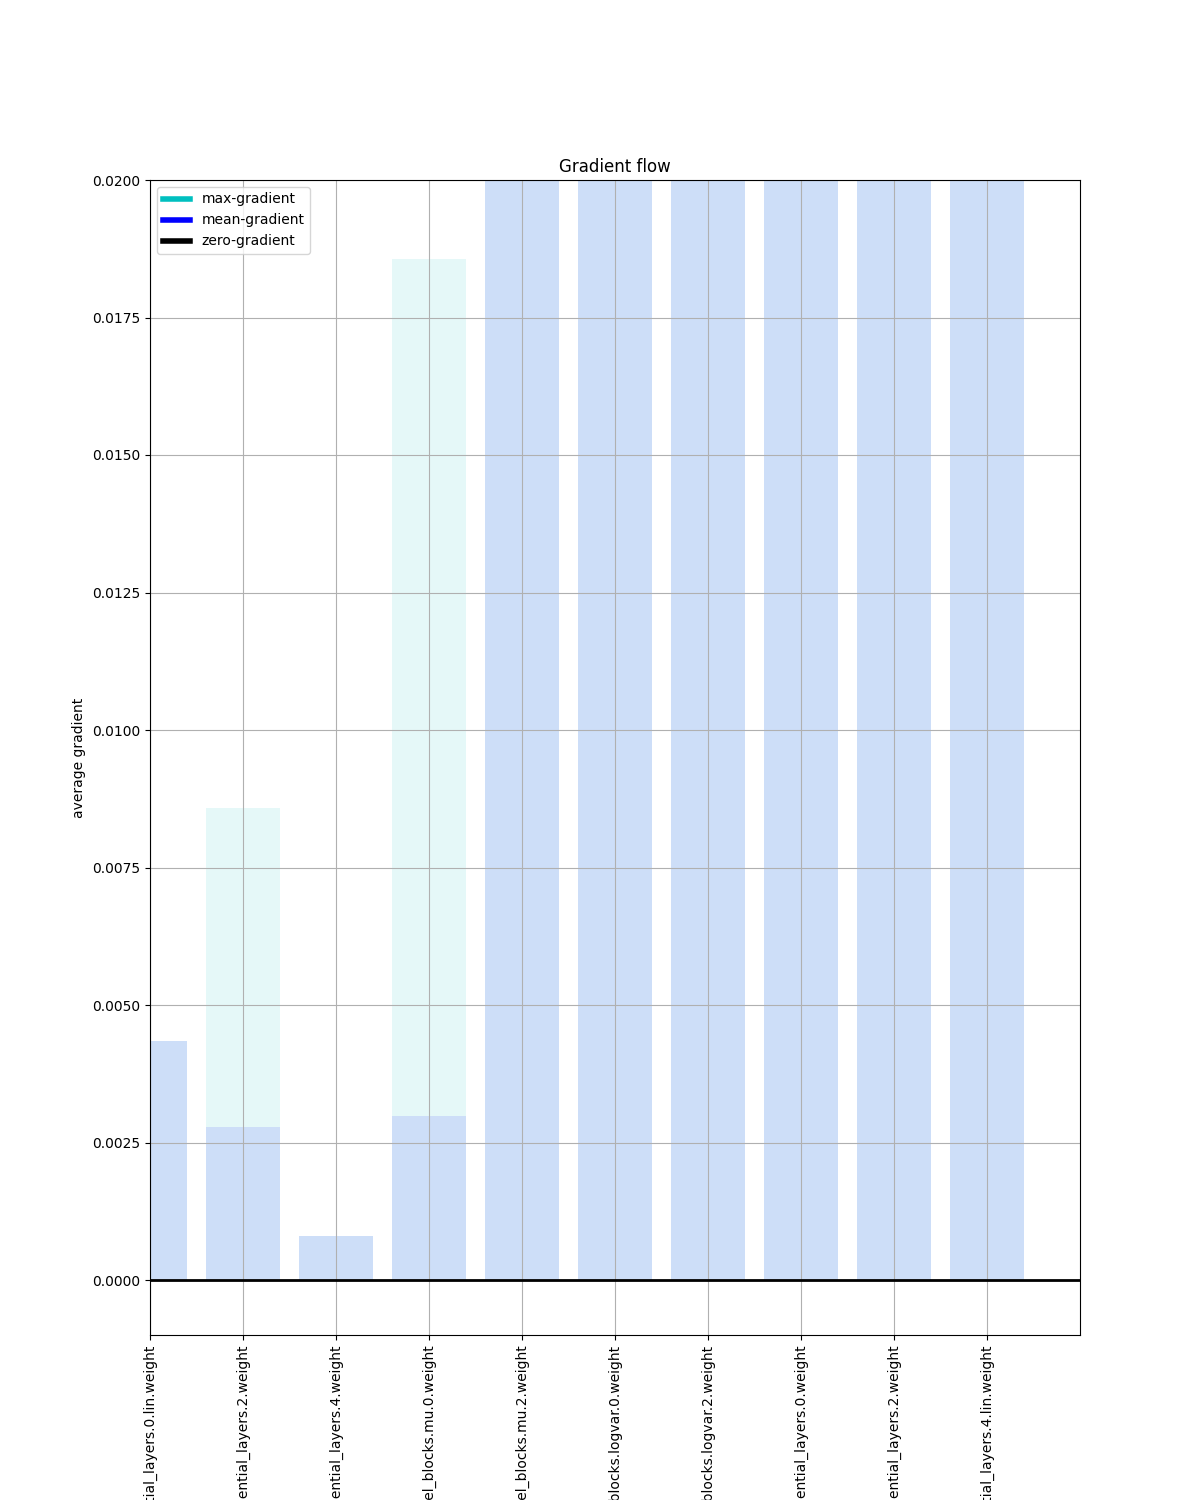 Gradient flow
max-gradient
mean-gradient
zero-gradient
average gradient
0.0200
0.0175
0.0150
0.0125
0.0100
0.0075
0.0050
0.0025
0.0000
tial_layers.0.lin.weight
ential_layers.2.weight
ential_layers.4.weight
el_blocks.mu.0.weight
el_blocks.mu.2.weight
blocks.logvar.0.weight
blocks.logvar.2.weight
ential_layers.0.weight
ential_layers.2.weight
tial_layers.4.lin.weight